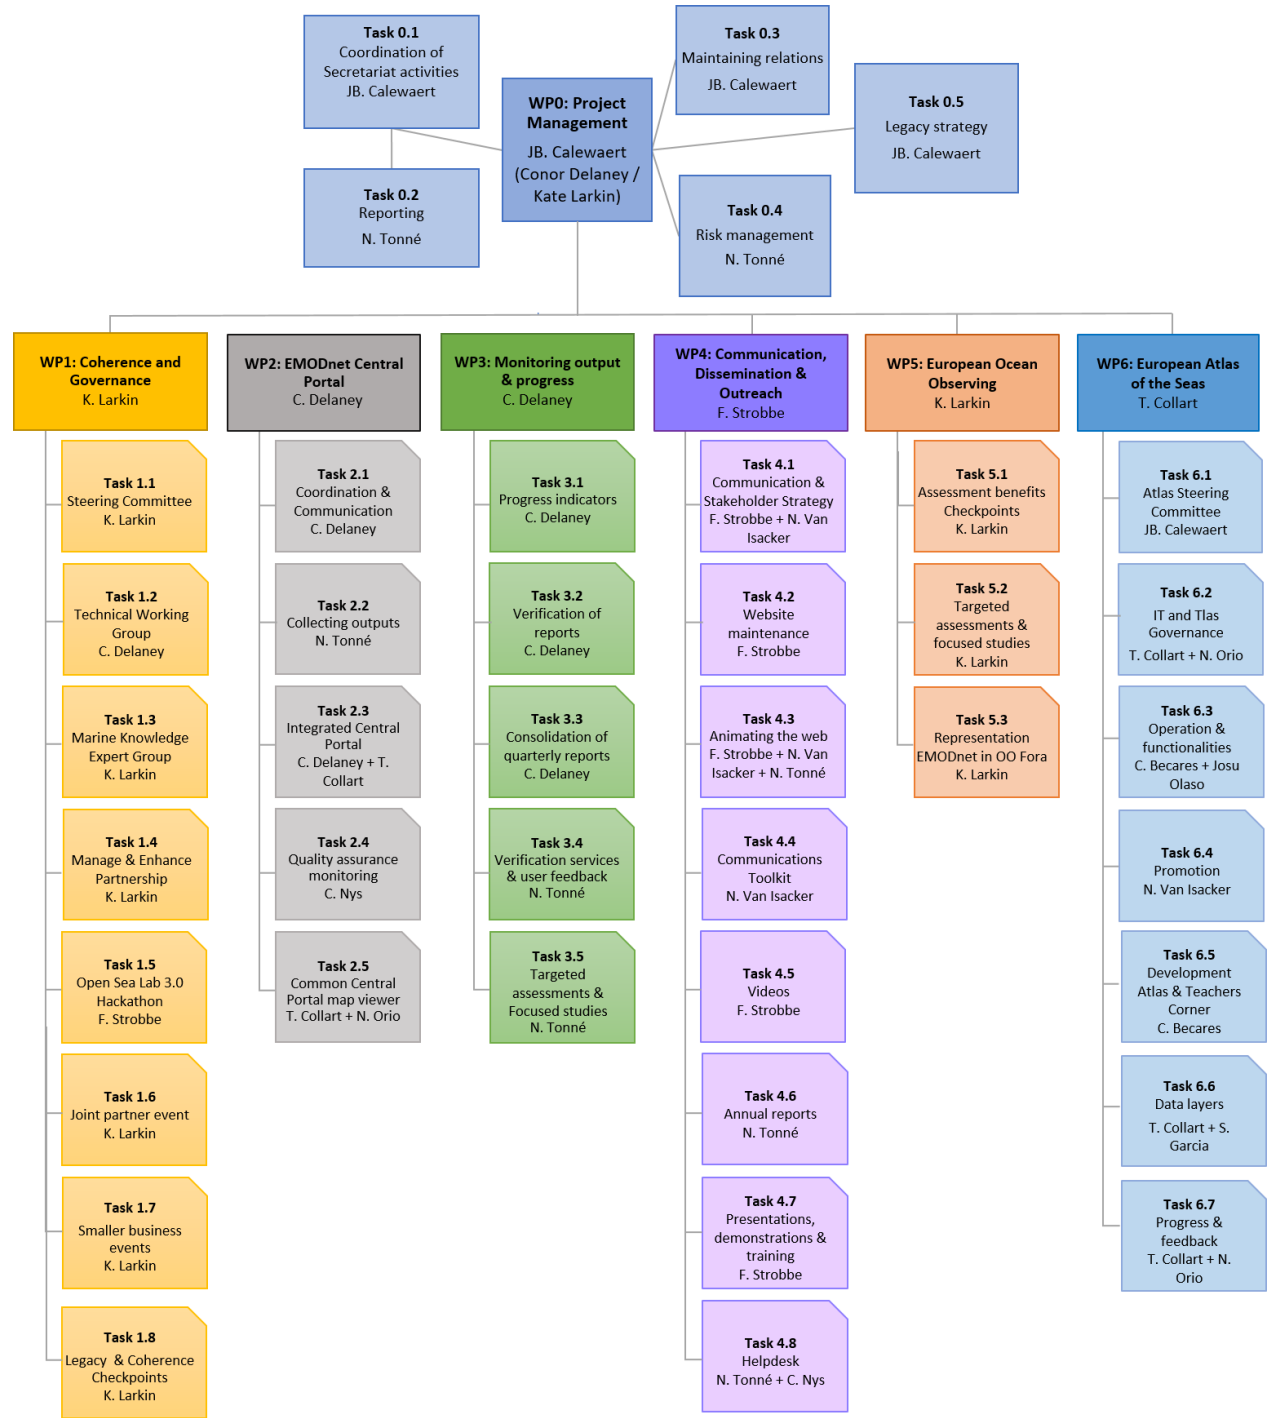 Task 0.1
Coordination of
Secretariat activities
JB. Calewaert
Task 0.2
Reporting
N. Tonné
WP0: Project
Management
JB. Calewaert
(Conor Delaney /
Kate Larkin)
Task 0.3
Maintaining relations
JB. Calewaert
Task 0.4
Risk management
N. Tonné
Task 0.5
Legacy strategy
JB. Calewaert
WP1: Coherence and
Governance
K. Larkin
Task 1.1
Steering Committee
K. Larkin
Task 1.2
Technical Working
Group
C. Delaney
Task 1.3
Marine Knowledge
Expert Group
K. Larkin
Task 1.4
Manage & Enhance
Partnership
K. Larkin
Task 1.5
Open Sea Lab 3.0
Hackathon
F. Strobbe
Task 1.6
Joint partner event
K. Larkin
Task 1.7
Smaller business
events
K. Larkin
Task 1.8
Legacy & Coherence
Checkpoints
K. Larkin
WP2: EMODnet Central
Portal
C. Delaney
Task 2.1
Coordination &
Communication
C. Delaney
Task 2.2
Collecting outputs
N. Tonné
Task 2.3
Integrated Central
Portal
C. Delaney + T.
Collart
Task 2.4
Quality assurance
monitoring
C. Nys
Task 2.5
Common Central
Portal map viewer
T. Collart + N. Orio
WP3: Monitoring output
& progress
C. Delaney
Task 3.1
Progress indicators
C. Delaney
Task 3.2
Verification of
reports
C. Delaney
Task 3.3
Consolidation of
quarterly reports
C. Delaney
Task 3.4
Verification services
& user feedback
N. Tonné
Task 3.5
Targeted
assessments &
Focused studies
N. Tonné
WP4: Communication,
Dissemination &
Outreach
F. Strobbe
Task 4.1
Communication &
Stakeholder Strategy
F. Strobbe + N. Van
Isacker
Task 4.2
Website
maintenance
F. Strobbe
Task 4.3
Animating the web
F. Strobbe + N. Van
Isacker + N. Tonné
Task 4.4
Communications
Toolkit
N. Van Isacker
Task 4.5
Videos
F. Strobbe
Task 4.6
Annual reports
N. Tonné
Task 4.7
Presentations,
demonstrations &
training
F. Strobbe
Task 4.8
Helpdesk
N. Tonné + C. Nys
WP5: European Ocean
Observing
K. Larkin
Task 5.1
Assessment benefits
Checkpoints
K. Larkin
Task 5.2
Targeted
assessments &
focused studies
K. Larkin
Task 5.3
Representation
EMODnet in OO Fora
K. Larkin
WP6: European Atlas
of the Seas
T. Collart
Task 6.1
Atlas Steering
Committee
JB. Calewaert
Task 6.2
IT and Tlas
Governance
T. Collart + N. Orio
Task 6.3
Operation &
functionalities
C. Becares + Josu
Olaso
Task 6.4
Promotion
N. Van Isacker
Task 6.5
Development
Atlas & Teachers
Corner
C. Becares
Task 6.6
Data layers
T. Collart + S.
Garcia
Task 6.7
Progress &
feedback
T. Collart + N.
Orio